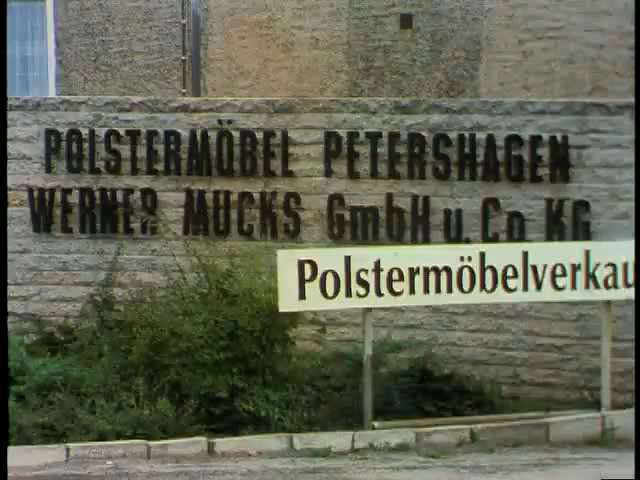 POLSTERMÖBEL PETERSHAGEN
WERNER MUCKS GmbH u. Co KG
Polstermöbelverkau